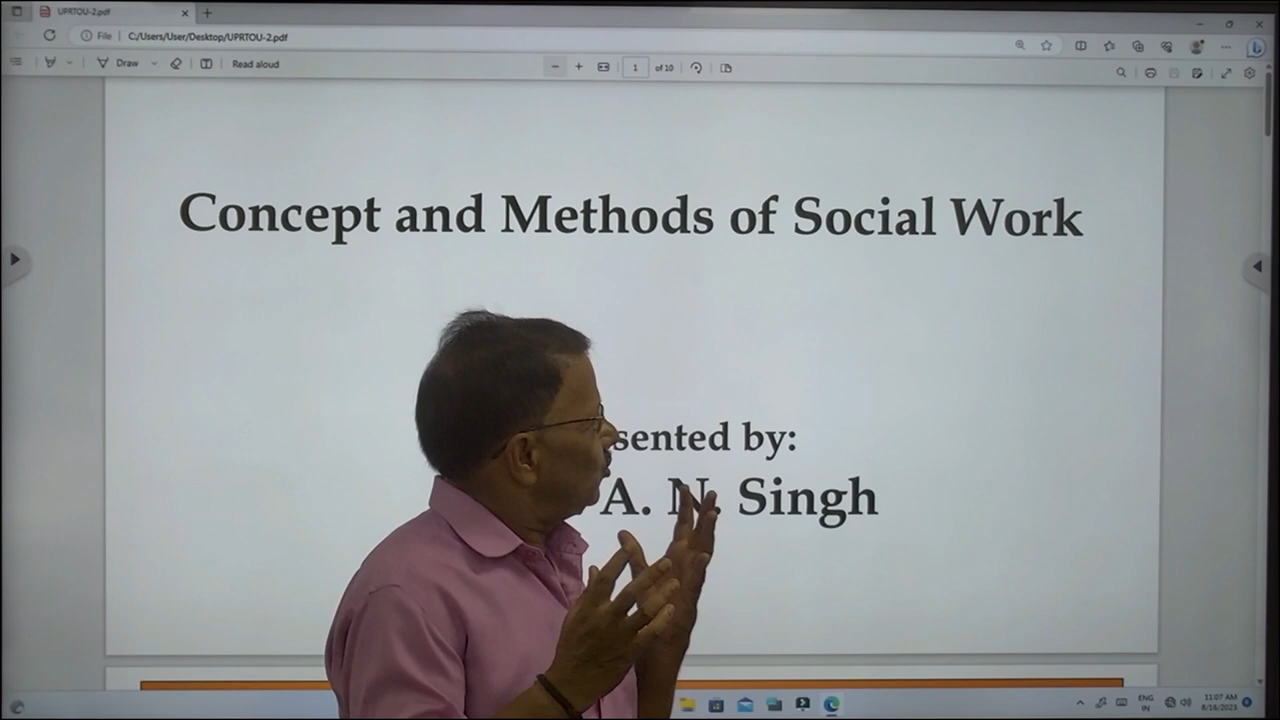 UPRTOU-2.pdf
File C:/Users/User/Desktop/UPRTOU-2.pdf
Draw Read aloud 1 of 10
Concept and Methods of Social Work
sented by:
A. N. Singh
ENG 11:07 AM
IN 8/16/2023